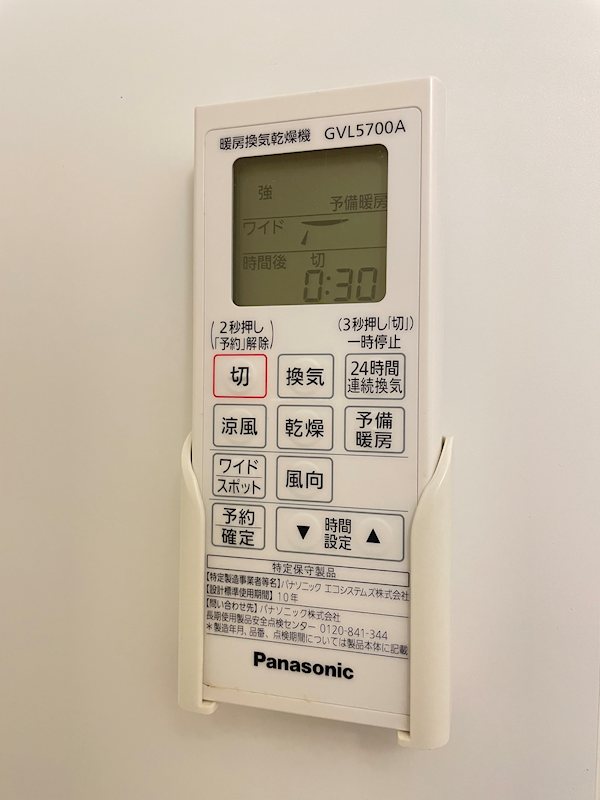 暖房換気乾燥機 GVL5700A
強
予備暖房
ワイド
時間後 切
0:30
(2秒押し「予約」解除)
(3秒押し「切」)一時停止
切
換気
24時間
連続換気
涼風
乾燥
予備
暖房
ワイド
スポット
風向
予約
確定
▼ 時間設定 ▲
特定保守製品
【特定製造事業者等名】パナソニック エコシステムズ株式会社
【設計標準使用期間】10年
【問い合わせ先】パナソニック株式会社
長期使用製品安全点検センター 0120-841-344
*製造年月、品番、点検期間については製品本体に記載
Panasonic